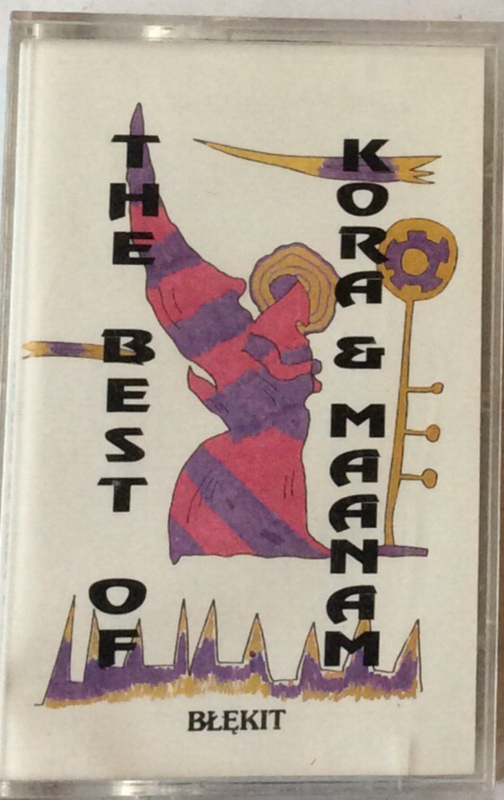 THE BEST OF
KORA & MAANAM
BŁĘKIT